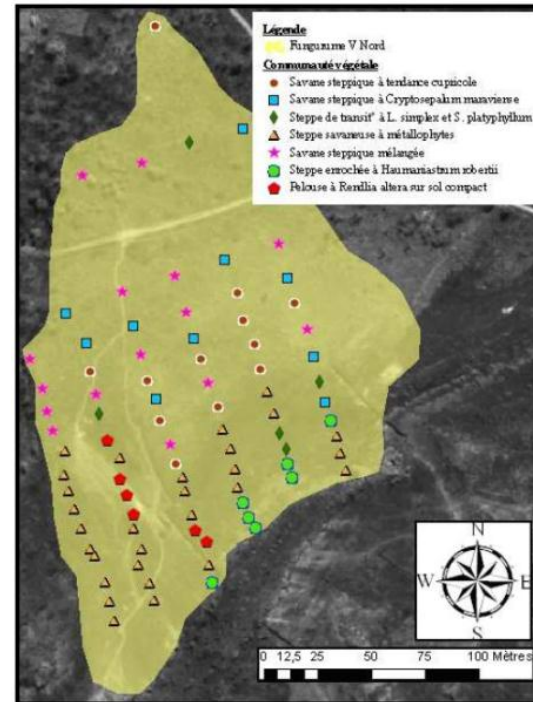 Légende
Fungurume V Nord
Communauté végétale
Savane steppique à tendance cupricole
Savane steppique à Cryptosepalum maraviense
Steppe de transit° à L. simplex et S. platyphyllum
Steppe savaneuse à métallophytes
Savane steppique mélangée
Steppe enrochée à Haumaniastrum robertii
Pelouse à Rendlia altera sur sol compact
N
W E
S
0 12,5 25 50 75 100 Mètres